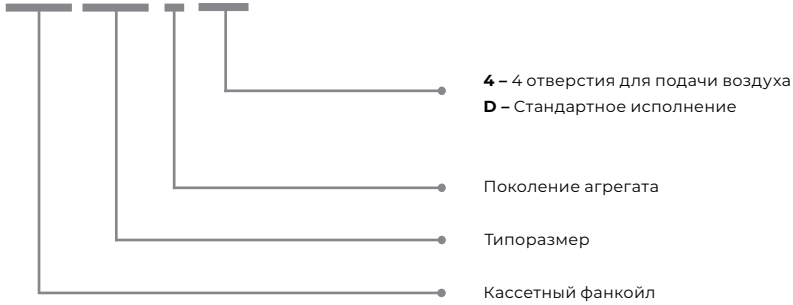 4 – 4 отверстия для подачи воздуха
D – Стандартное исполнение
Поколение агрегата
Типоразмер
Кассетный фанкойл